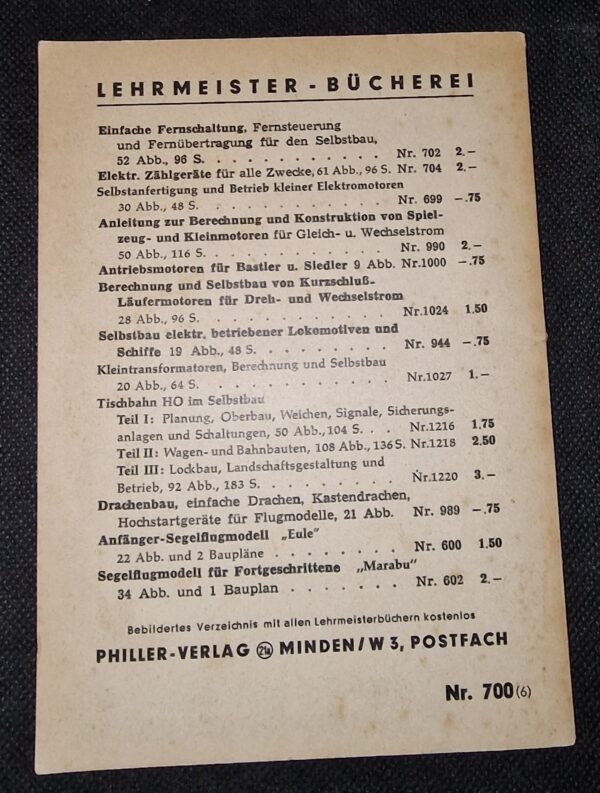 LEHRMEISTER - BÜCHEREI
Einfache Fernschaltung, Fernsteuerung
und Fernübertragung für den Selbstbau,
52 Abb., 96 S. . . . . . . . . . . . Nr. 702 2.–
Elektr. Zählgeräte für alle Zwecke, 61 Abb., 96 S. Nr. 704 2.–
Selbstanfertigung und Betrieb kleiner Elektromotoren
30 Abb., 48 S. . . . . . . . . . . . Nr. 699 –.75
Anleitung zur Berechnung und Konstruktion von Spiel-
zeug- und Kleinmotoren für Gleich- u. Wechselstrom
50 Abb., 116 S. . . . . . . . . . . . Nr. 990 2.–
Antriebsmotoren für Bastler u. Siedler 9 Abb. Nr.1000 –.75
Berechnung und Selbstbau von Kurzschluß-
Läufermotoren für Dreh- und Wechselstrom
28 Abb., 96 S. . . . . . . . . . . . Nr.1024 1.50
Selbstbau elektr. betriebener Lokomotiven und
Schiffe 19 Abb., 48 S. . . . . . . . . Nr. 944 –.75
Kleintransformatoren, Berechnung und Selbstbau
20 Abb., 64 S. . . . . . . . . . . . Nr.1027 1.–
Tischbahn HO im Selbstbau
Teil I: Planung, Oberbau, Weichen, Signale, Sicherungs-
anlagen und Schaltungen, 50 Abb., 104 S. . . Nr.1216 1.75
Teil II: Wagen- und Bahnbauten, 108 Abb., 136 S. Nr.1218 2.50
Teil III: Lockbau, Landschaftsgestaltung und
Betrieb, 92 Abb., 183 S. . . . . . . . Nr.1220 3.–
Drachenbau, einfache Drachen, Kastendrachen,
Hochstartgeräte für Flugmodelle, 21 Abb. Nr. 989 –.75
Anfänger-Segelflugmodell „Eule"
22 Abb. und 2 Baupläne . . . . . . . . Nr. 600 1.50
Segelflugmodell für Fortgeschrittene „Marabu"
34 Abb. und 1 Bauplan . . . . . . . . Nr. 602 2.–
Bebildertes Verzeichnis mit allen Lehrmeisterbüchern kostenlos
PHILLER-VERLAG 21a MINDEN/W 3, POSTFACH
Nr. 700 (6)